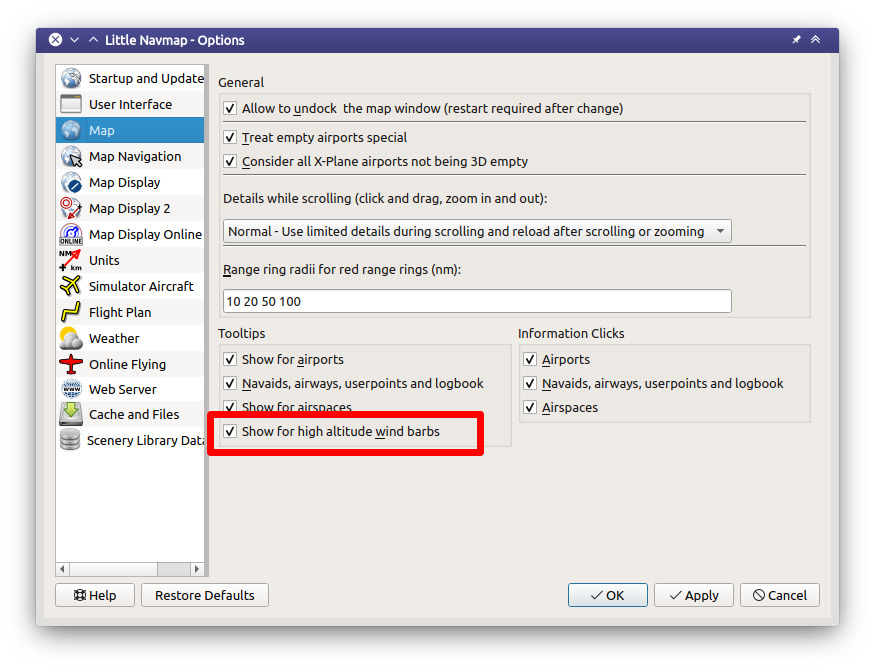 Little Navmap - Options
Startup and Update
User Interface
Map
Map Navigation
Map Display
Map Display 2
ONLINE
Map Display Online
NM
km
Units
Simulator Aircraft
Flight Plan
Weather
Online Flying
www
Web Server
Cache and Files
Scenery Library Data
General
Allow to undock the map window (restart required after change)
Treat empty airports special
Consider all X-Plane airports not being 3D empty
Details while scrolling (click and drag, zoom in and out):
Normal - Use limited details during scrolling and reload after scrolling or zooming
Range ring radii for red range rings (nm):
10 20 50 100
Tooltips
Show for airports
Navaids, airways, userpoints and logbook
Show for airspaces
Show for high altitude wind barbs
Information Clicks
Airports
Navaids, airways, userpoints and logbook
Airspaces
Help
Restore Defaults
OK
Apply
Cancel